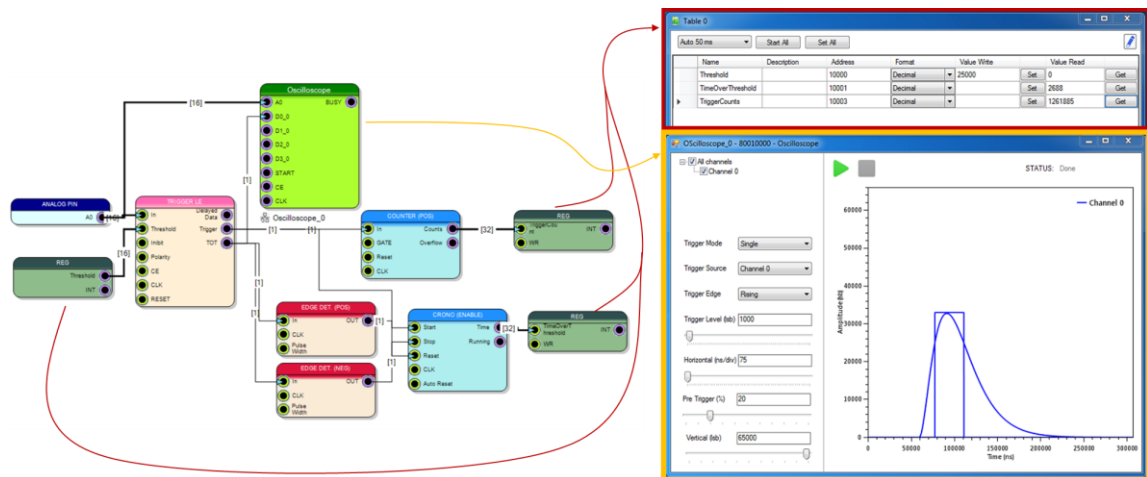 Oscilloscope
A0
BUSY
D0_0
D1_0
D2_0
D3_0
START
CE
CLK
Oscilloscope_0
[16]
[1]
ANALOG PIN
A0
[16]
REG
Threshold
INT
[16]
TRIGGER LE
In
Delayed
Data
Threshold
Trigger
Inibit
TOT
Polarity
CE
CLK
RESET
[1]
[1]
[1]
[1]
COUNTER (POS)
In
Counts
GATE
Overflow
Reset
CLK
[32]
REG
INT
WR
EDGE DET. (POS)
In
OUT
CLK
Pulse
Width
[1]
EDGE DET. (NEG)
In
OUT
CLK
Pulse
Width
[1]
CRONO (ENABLE)
Start
Time
Stop
Running
Reset
CLK
Auto Reset
[32]
REG
TimeOverT
hreshold
INT
WR
Table 0
Auto 50 ms
Start All
Set All
Name Description Address Format Value Write Value Read
Threshold 10000 Decimal 25000 Set 0 Get
TimeOverThreshold 10001 Decimal Set 2688 Get
TriggerCounts 10003 Decimal Set 1261885 Get
OScilloscope_0 - 80010000 - Oscilloscope
All channels
Channel 0
STATUS: Done
Trigger Mode Single
Trigger Source Channel 0
Trigger Edge Rising
Trigger Level (lsb) 1000
Horizontal (ns/div) 75
Pre Trigger (%) 20
Vertical (lsb) 65000
Channel 0
Amplitude (lsb)
60000
50000
40000
30000
20000
10000
0
0 50000 100000 150000 200000 250000 300000
Time (ns)